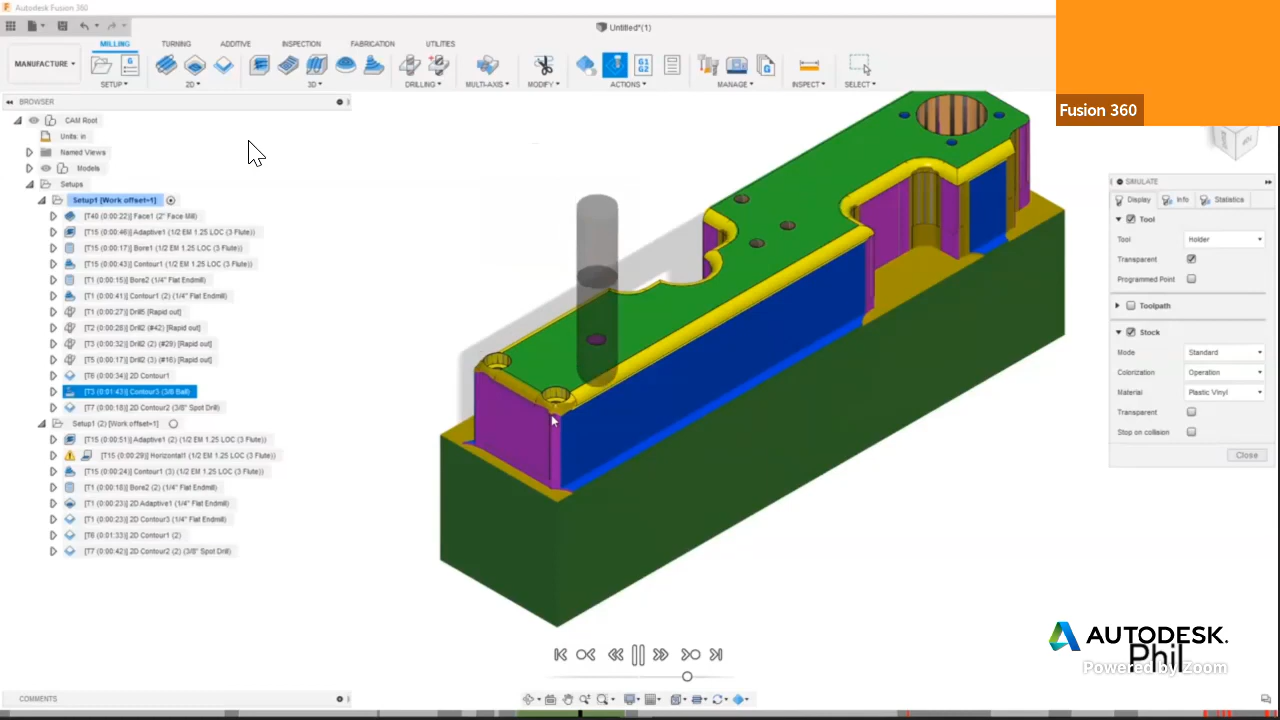 Autodesk Fusion 360
Untitled*(1)
MILLING TURNING ADDITIVE INSPECTION FABRICATION UTILITIES
MANUFACTURE
SETUP 2D 3D DRILLING MULTI-AXIS MODIFY ACTIONS MANAGE INSPECT SELECT
Fusion 360
BROWSER
CAM Root
Units: in
Named Views
Models
Setups
Setup1 [Work offset=1]
[T40 (0:00:22)] Face1 (2" Face Mill)
[T15 (0:00:46)] Adaptive1 (1/2 EM 1.25 LOC (3 Flute))
[T15 (0:00:17)] Bore1 (1/2 EM 1.25 LOC (3 Flute))
[T15 (0:00:43)] Contour1 (1/2 EM 1.25 LOC (3 Flute))
[T1 (0:00:15)] Bore2 (1/4" Flat Endmill)
[T1 (0:00:41)] Contour1 (2) (1/4" Flat Endmill)
[T1 (0:00:27)] Drill5 [Rapid out]
[T2 (0:00:28)] Drill2 (#42) [Rapid out]
[T3 (0:00:32)] Drill2 (2) (#29) [Rapid out]
[T5 (0:00:17)] Drill2 (3) (#16) [Rapid out]
[T6 (0:00:34)] 2D Contour1
[T3 (0:01:43)] Contour3 (3/8 Ball)
[T7 (0:00:18)] 2D Contour2 (3/8" Spot Drill)
Setup1 (2) [Work offset=1]
[T15 (0:00:51)] Adaptive1 (2) (1/2 EM 1.25 LOC (3 Flute))
[T15 (0:00:29)] Horizontal1 (1/2 EM 1.25 LOC (3 Flute))
[T15 (0:00:24)] Contour1 (3) (1/2 EM 1.25 LOC (3 Flute))
[T1 (0:00:18)] Bore2 (2) (1/4" Flat Endmill)
[T1 (0:00:23)] 2D Adaptive1 (1/4" Flat Endmill)
[T1 (0:00:23)] 2D Contour3 (1/4" Flat Endmill)
[T6 (0:01:33)] 2D Contour1 (2)
[T7 (0:00:42)] 2D Contour2 (2) (3/8" Spot Drill)
SIMULATE
Display Info Statistics
Tool
Tool Holder
Transparent
Programmed Point
Toolpath
Stock
Mode Standard
Colorization Operation
Material Plastic Vinyl
Transparent
Stop on collision
Close
AUTODESK.
Phil
Powered by Zoom
COMMENTS